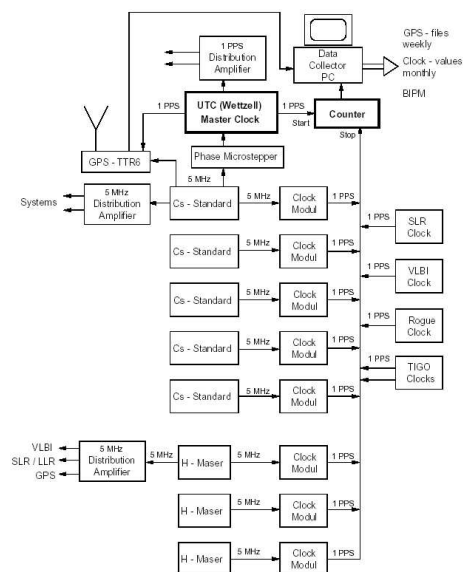 1 PPS
Distribution
Amplifier
Data
Collector
PC
GPS - files
weekly
Clock - values
monthly
BIPM
1 PPS
UTC (Wettzell)
Master Clock
1 PPS
Start
Counter
Stop
GPS - TTR6
Phase Microstepper
5 MHz
Systems
5 MHz
Distribution
Amplifier
Cs - Standard
5 MHz
Clock
Modul
1 PPS
1 PPS
SLR
Clock
Cs - Standard
5 MHz
Clock
Modul
1 PPS
1 PPS
VLBI
Clock
Cs - Standard
5 MHz
Clock
Modul
1 PPS
1 PPS
Rogue
Clock
Cs - Standard
5 MHz
Clock
Modul
1 PPS
1 PPS
TIGO
Clocks
Cs - Standard
5 MHz
Clock
Modul
1 PPS
VLBI
SLR / LLR
GPS
5 MHz
Distribution
Amplifier
5 MHz
H - Maser
5 MHz
Clock
Modul
1 PPS
H - Maser
5 MHz
Clock
Modul
1 PPS
H - Maser
5 MHz
Clock
Modul
1 PPS